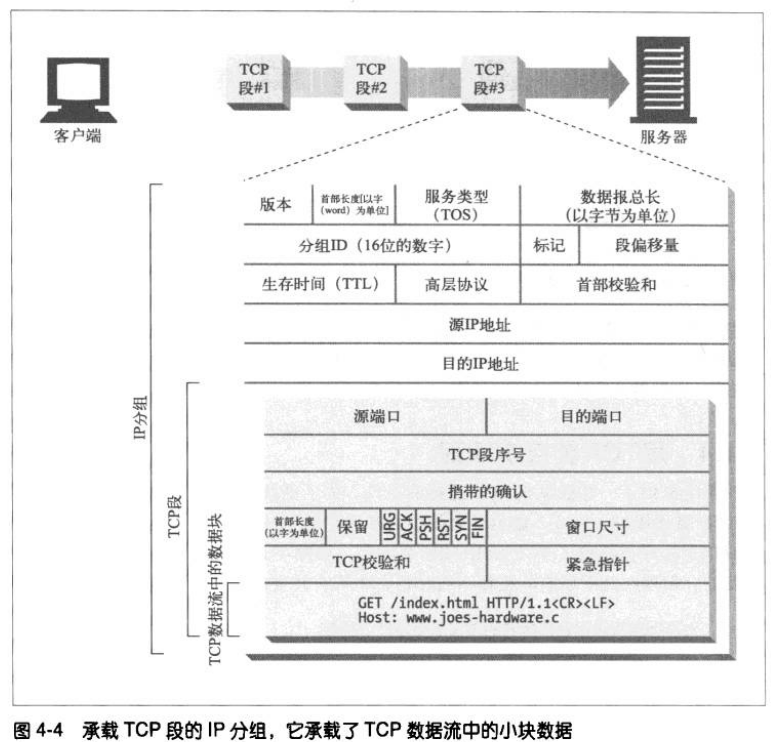 TCP
段#1
TCP
段#2
TCP
段#3
客户端
服务器
版本
首部长度[以字
(word) 为单位]
服务类型
(TOS)
数据报总长
(以字节为单位)
分组ID（16位的数字）
标记
段偏移量
生存时间（TTL）
高层协议
首部校验和
源IP地址
目的IP地址
IP分组
TCP段
TCP数据流中的数据块
源端口
目的端口
TCP段序号
捎带的确认
首部长度
(以字为单位)
保留
URG
ACK
PSH
RST
SYN
FIN
窗口尺寸
TCP校验和
紧急指针
GET /index.html HTTP/1.1<CR><LF>
Host: www.joes-hardware.c
图 4-4 承载 TCP 段的 IP 分组，它承载了 TCP 数据流中的小块数据